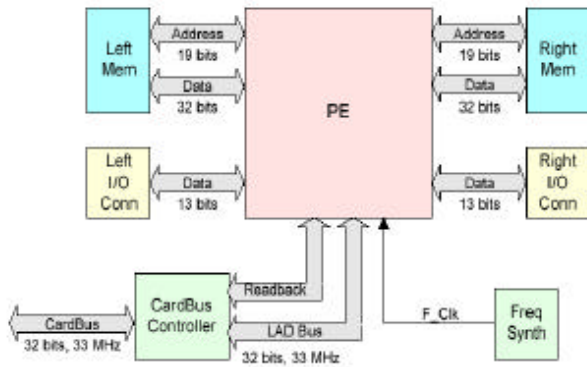 Left
Mem
Address
19 bits
Data
32 bits
PE
Address
19 bits
Data
32 bits
Right
Mem
Left
I/O
Conn
Data
13 bits
Data
13 bits
Right
I/O
Conn
Readback
CardBus
Controller
CardBus
32 bits, 33 MHz
LAD Bus
32 bits, 33 MHz
F_Clk
Freq
Synth